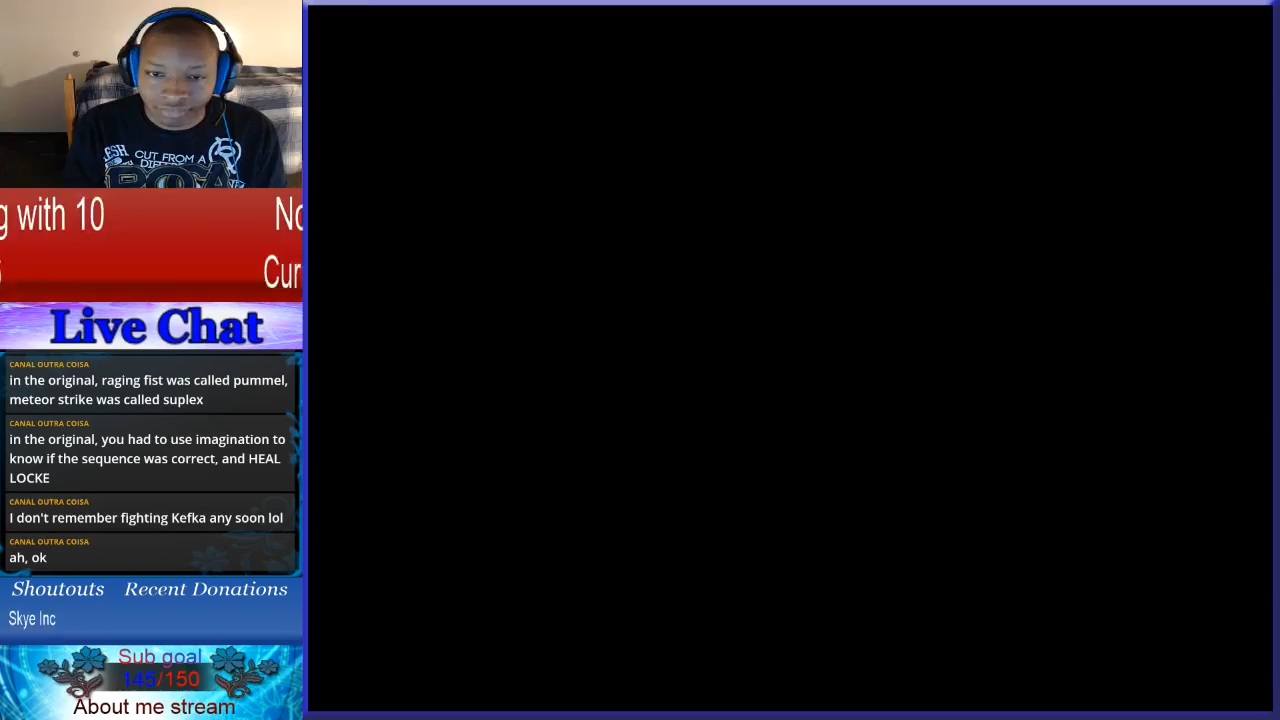 ESH
CUT FROM A
g with 10
No
Cur
Live Chat
CANAL OUTRA COISA
in the original, raging fist was called pummel,
meteor strike was called suplex
CANAL OUTRA COISA
in the original, you had to use imagination to
know if the sequence was correct, and HEAL
LOCKE
CANAL OUTRA COISA
I don't remember fighting Kefka any soon lol
CANAL OUTRA COISA
ah, ok
Shoutouts Recent Donations
Skye Inc
Sub goal
145/150
About me stream